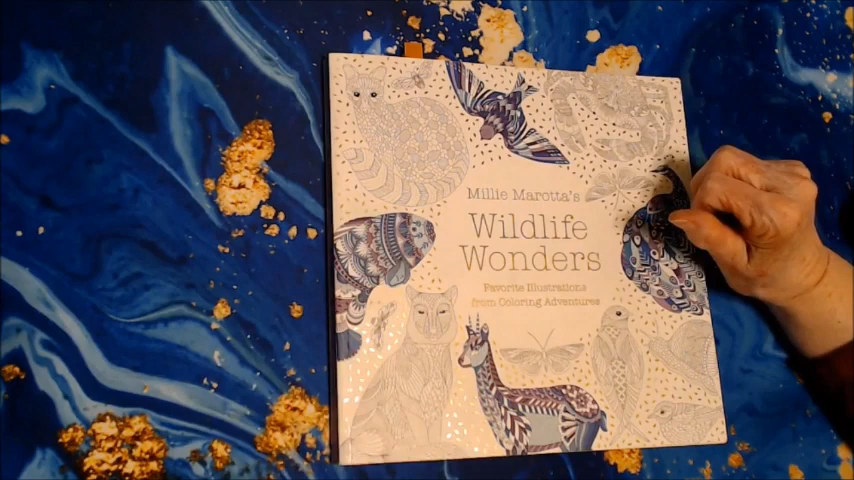 Millie Marotta's
Wildlife
Wonders
Favorite Illustrations
from Coloring Adventures